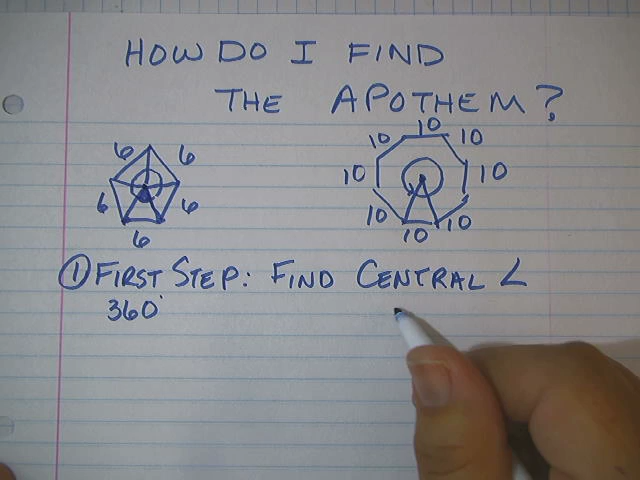 HOW DO I FIND
THE APOTHEM?
6 6
6 6
6
10 10 10
10 10
10 10
10
① FIRST STEP: FIND CENTRAL ∠
360°